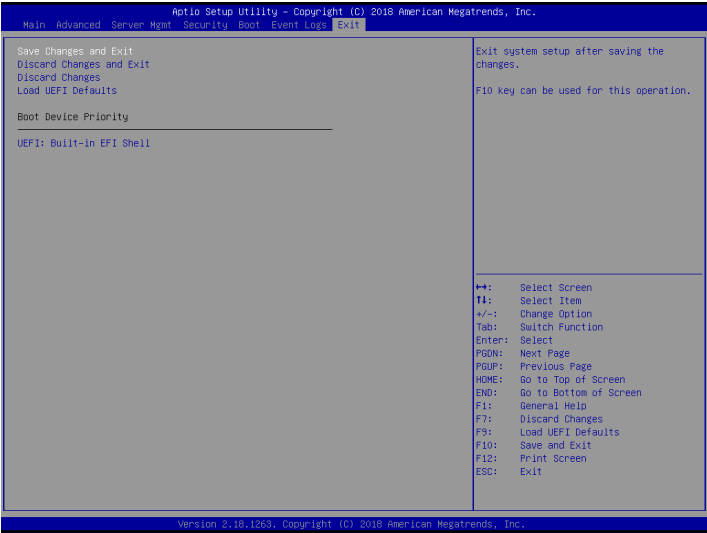 Aptio Setup Utility – Copyright (C) 2018 American Megatrends, Inc.
Main Advanced Server Mgmt Security Boot Event Logs Exit
Save Changes and Exit
Discard Changes and Exit
Discard Changes
Load UEFI Defaults
Boot Device Priority
UEFI: Built-in EFI Shell
Exit system setup after saving the
changes.
F10 key can be used for this operation.
↔: Select Screen
↑↓: Select Item
+/-: Change Option
Tab: Switch Function
Enter: Select
PGDN: Next Page
PGUP: Previous Page
HOME: Go to Top of Screen
END: Go to Bottom of Screen
F1: General Help
F7: Discard Changes
F9: Load UEFI Defaults
F10: Save and Exit
F12: Print Screen
ESC: Exit
Version 2.18.1263. Copyright (C) 2018 American Megatrends, Inc.